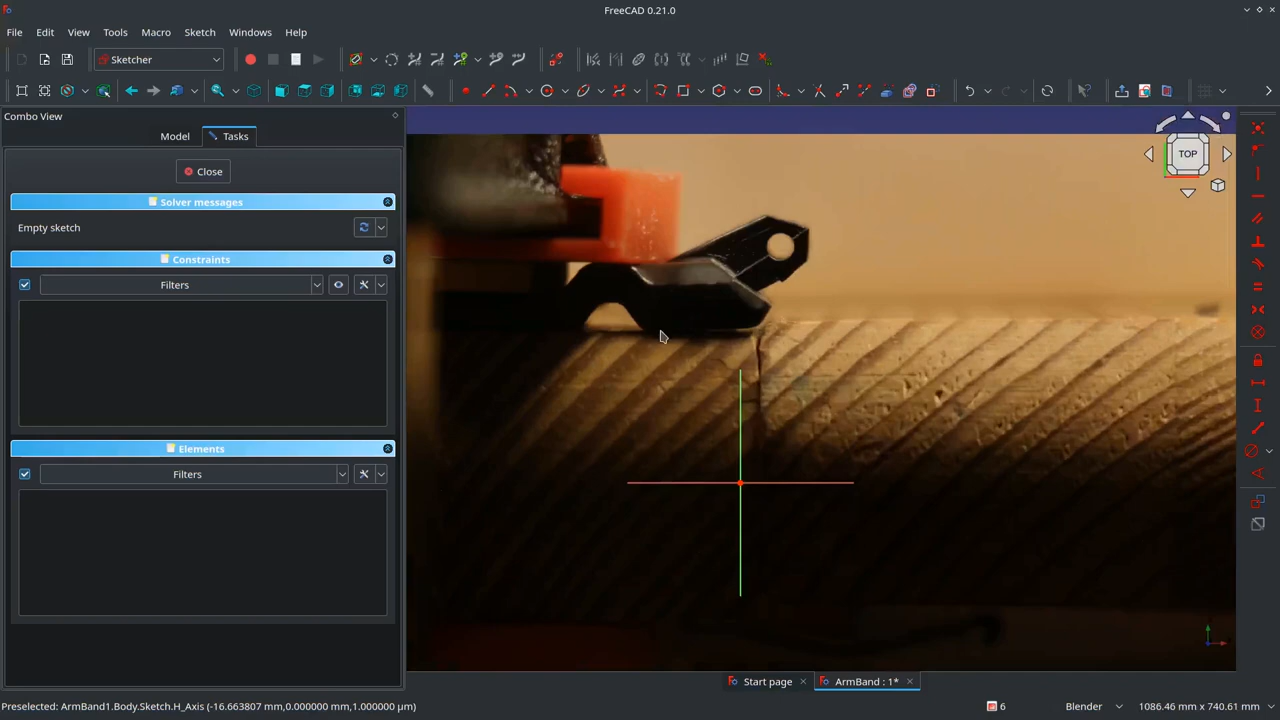 FreeCAD 0.21.0
File Edit View Tools Macro Sketch Windows Help
Sketcher
Combo View
Model Tasks
Close
Solver messages
Empty sketch
Constraints
Filters
Elements
Filters
TOP
Start page ArmBand : 1*
Preselected: ArmBand1.Body.Sketch.H_Axis (-16.663807 mm,0.000000 mm,1.000000 µm) 6 Blender 1086.46 mm x 740.61 mm